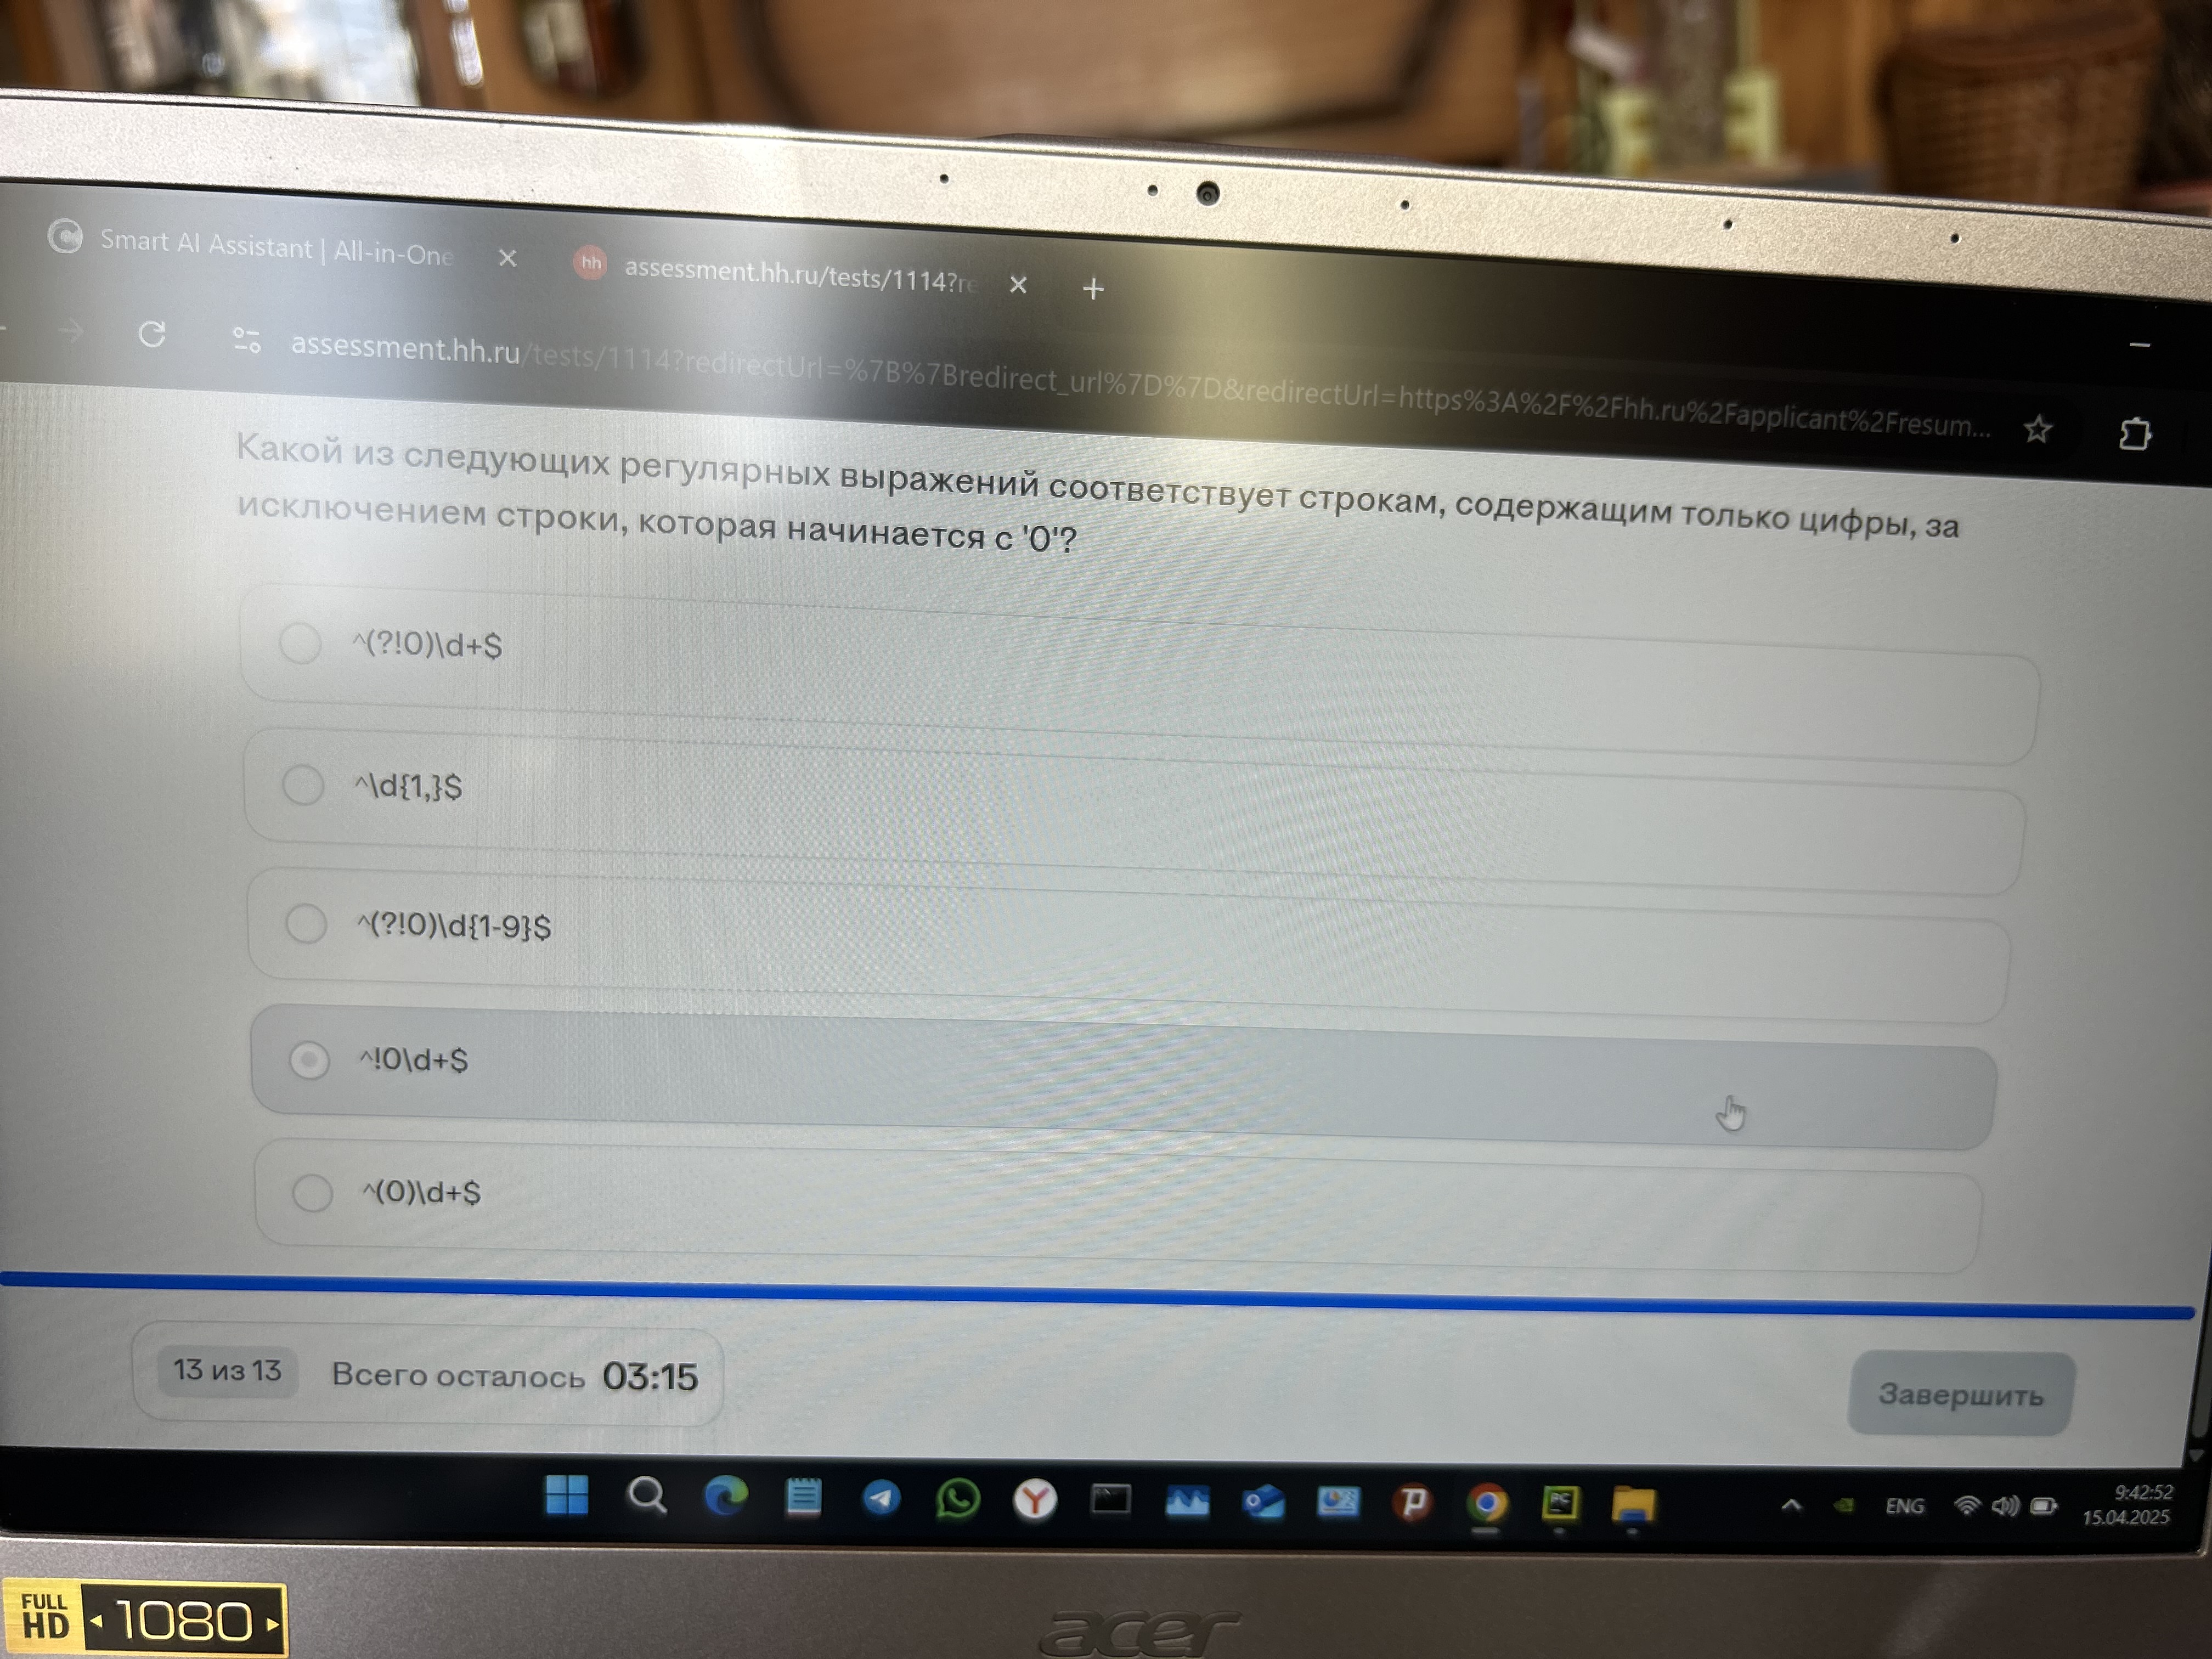 Smart AI Assistant | All-in-One
hh assessment.hh.ru/tests/1114?re
assessment.hh.ru/tests/1114?redirectUrl=%7B%7Bredirect_url%7D%7D&redirectUrl=https%3A%2F%2Fhh.ru%2Fapplicant%2Fresum...
Какой из следующих регулярных выражений соответствует строкам, содержащим только цифры, за
исключением строки, которая начинается с '0'?
^(?!0)\d+$
^\d{1,}$
^(?!0)\d{1-9}$
^!0\d+$
^(0)\d+$
13 из 13 Всего осталось 03:15
Завершить
ENG
9:42:52
15.04.2025
FULL HD 1080
acer